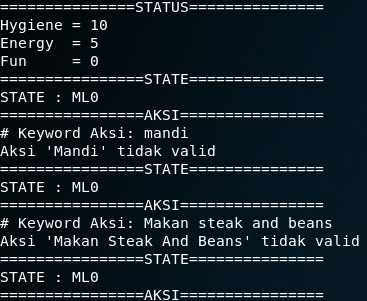 ===============STATUS===============
Hygiene = 10
Energy  = 5
Fun     = 0
================STATE===============
STATE : ML0
================AKSI================
# Keyword Aksi: mandi
Aksi 'Mandi' tidak valid
================STATE===============
STATE : ML0
================AKSI================
# Keyword Aksi: Makan steak and beans
Aksi 'Makan Steak And Beans' tidak valid
================STATE===============
STATE : ML0
================AKSI================